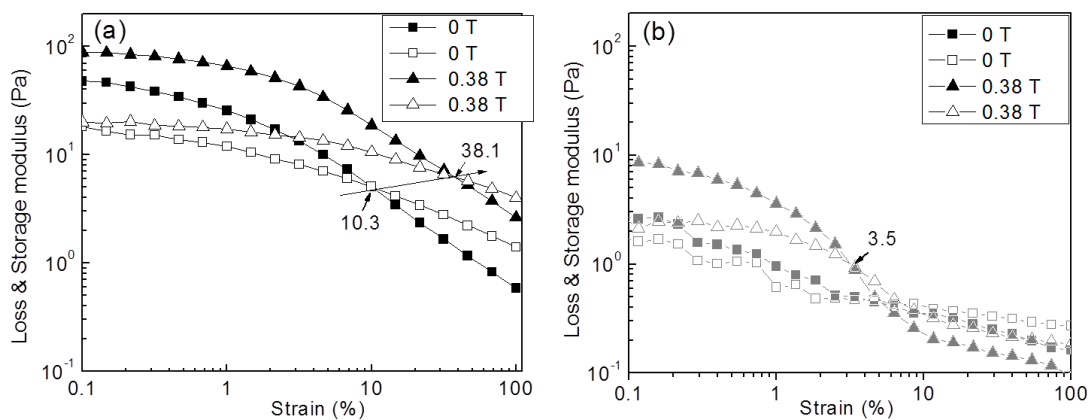 (a)
0 T
0 T
0.38 T
0.38 T
38.1
10.3
Loss & Storage modulus (Pa)
10²
10¹
10⁰
10⁻¹
0.1
1
10
100
Strain (%)
(b)
0 T
0 T
0.38 T
0.38 T
3.5
Loss & Storage modulus (Pa)
10²
10¹
10⁰
10⁻¹
0.1
1
10
100
Strain (%)